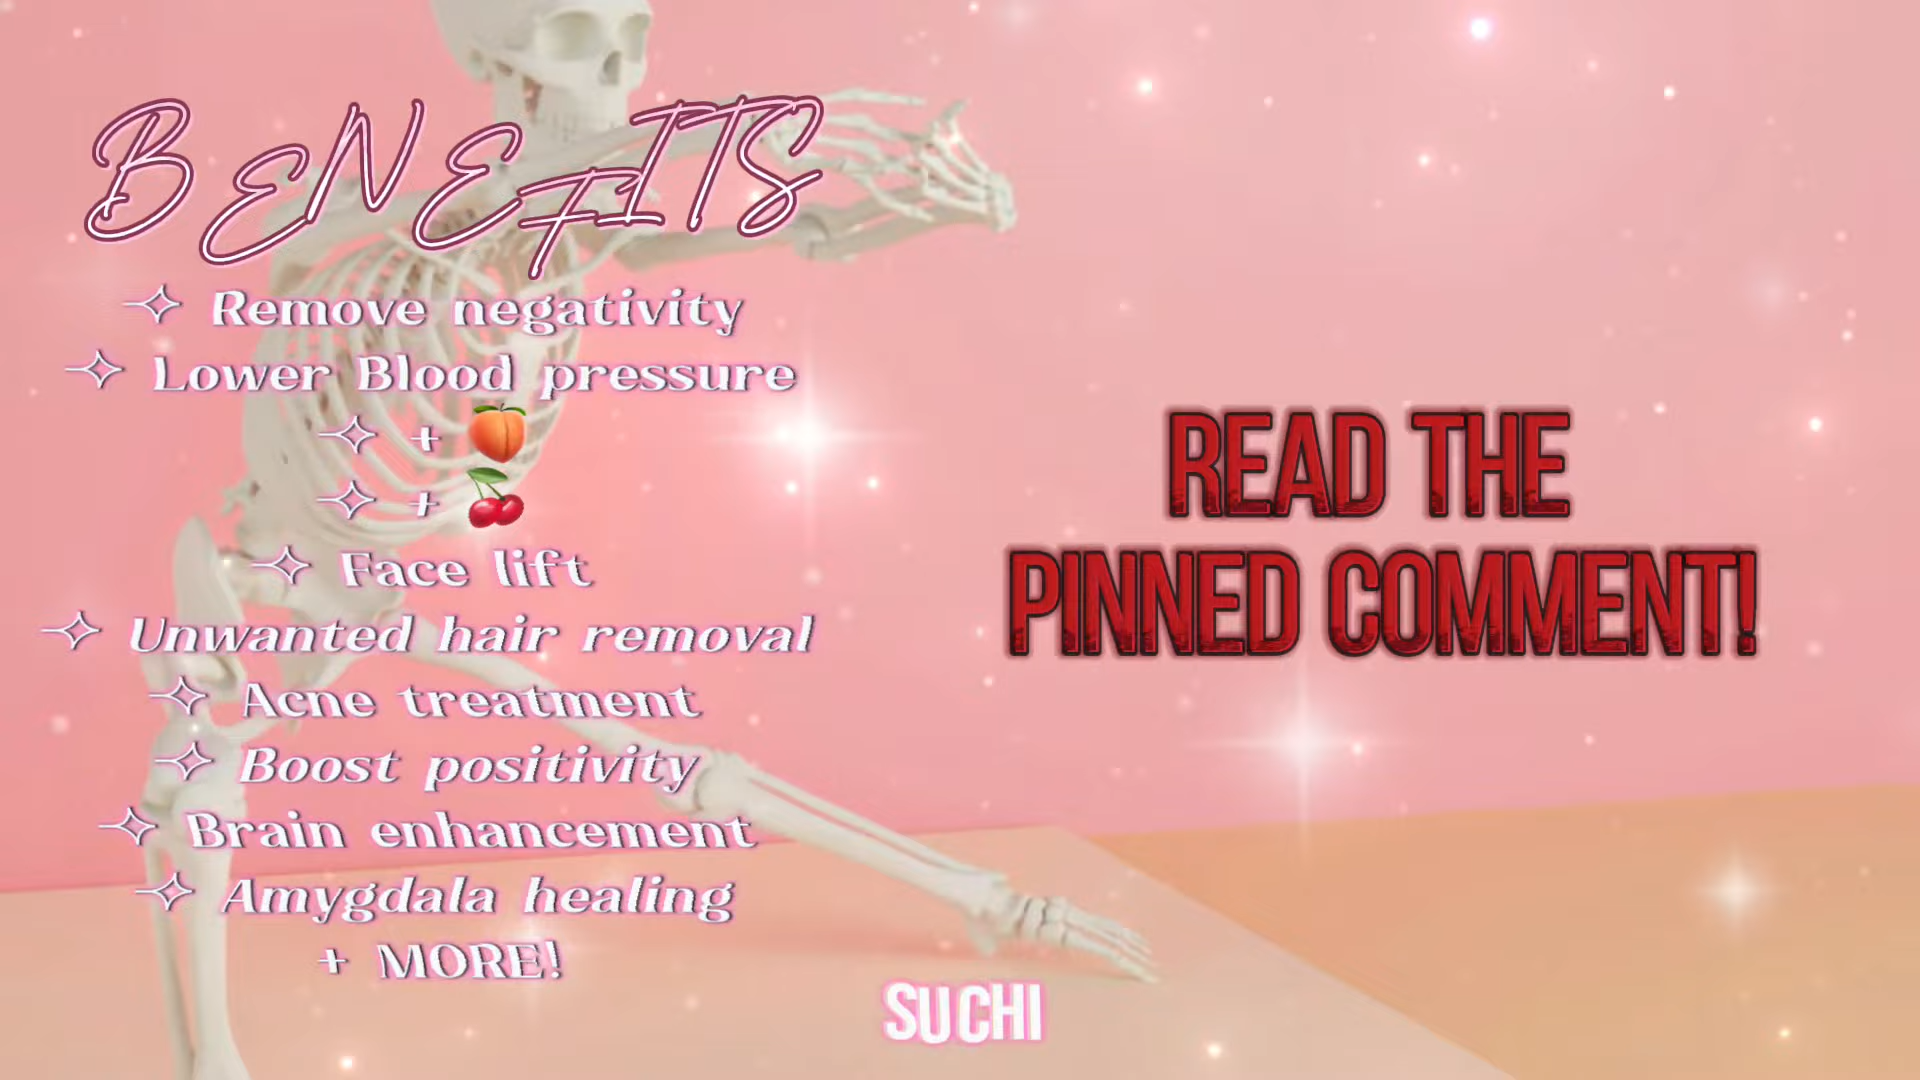 BENEFITS
✧ Remove negativity
✧ Lower Blood pressure
✧ + 🍑
✧ + 🍒
✧ Face lift
✧ Unwanted hair removal
✧ Acne treatment
✧ Boost positivity
✧ Brain enhancement
✧ Amygdala healing
+ MORE!
READ THE
PINNED COMMENT!
SUCHI